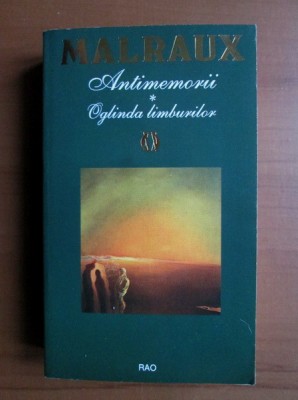 MALRAUX
Antimemorii
*
Oglinda limburilor
RAO